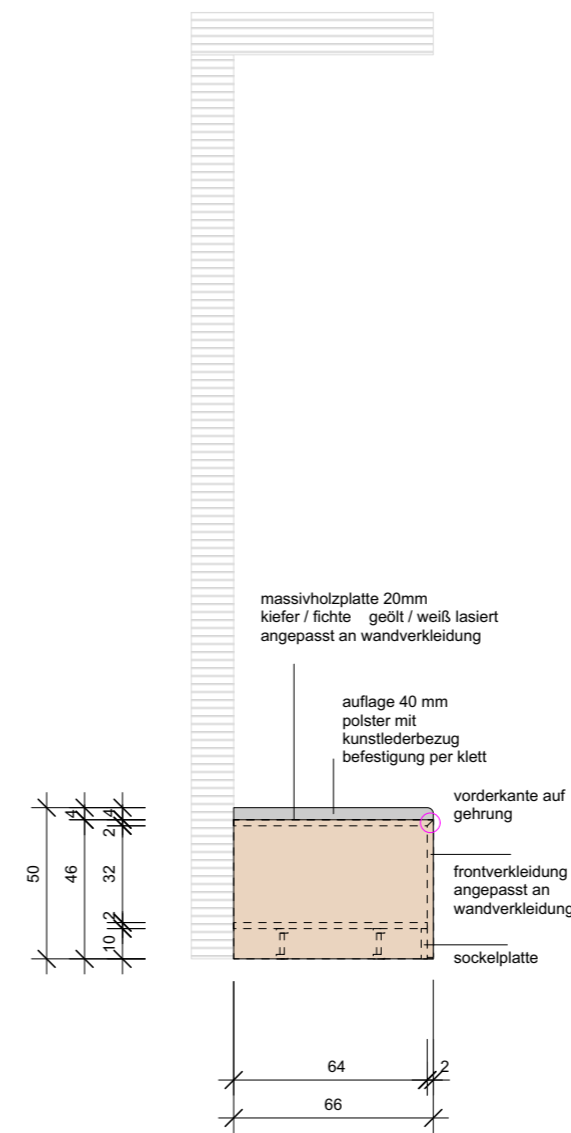 massivholzplatte 20mm
kiefer / fichte geölt / weiß lasiert
angepasst an wandverkleidung
auflage 40 mm
polster mit
kunstlederbezug
befestigung per klett
vorderkante auf
gehrung
frontverkleidung
angepasst an
wandverkleidung
sockelplatte
50
4
46
4
2
32
2
10
64
2
66